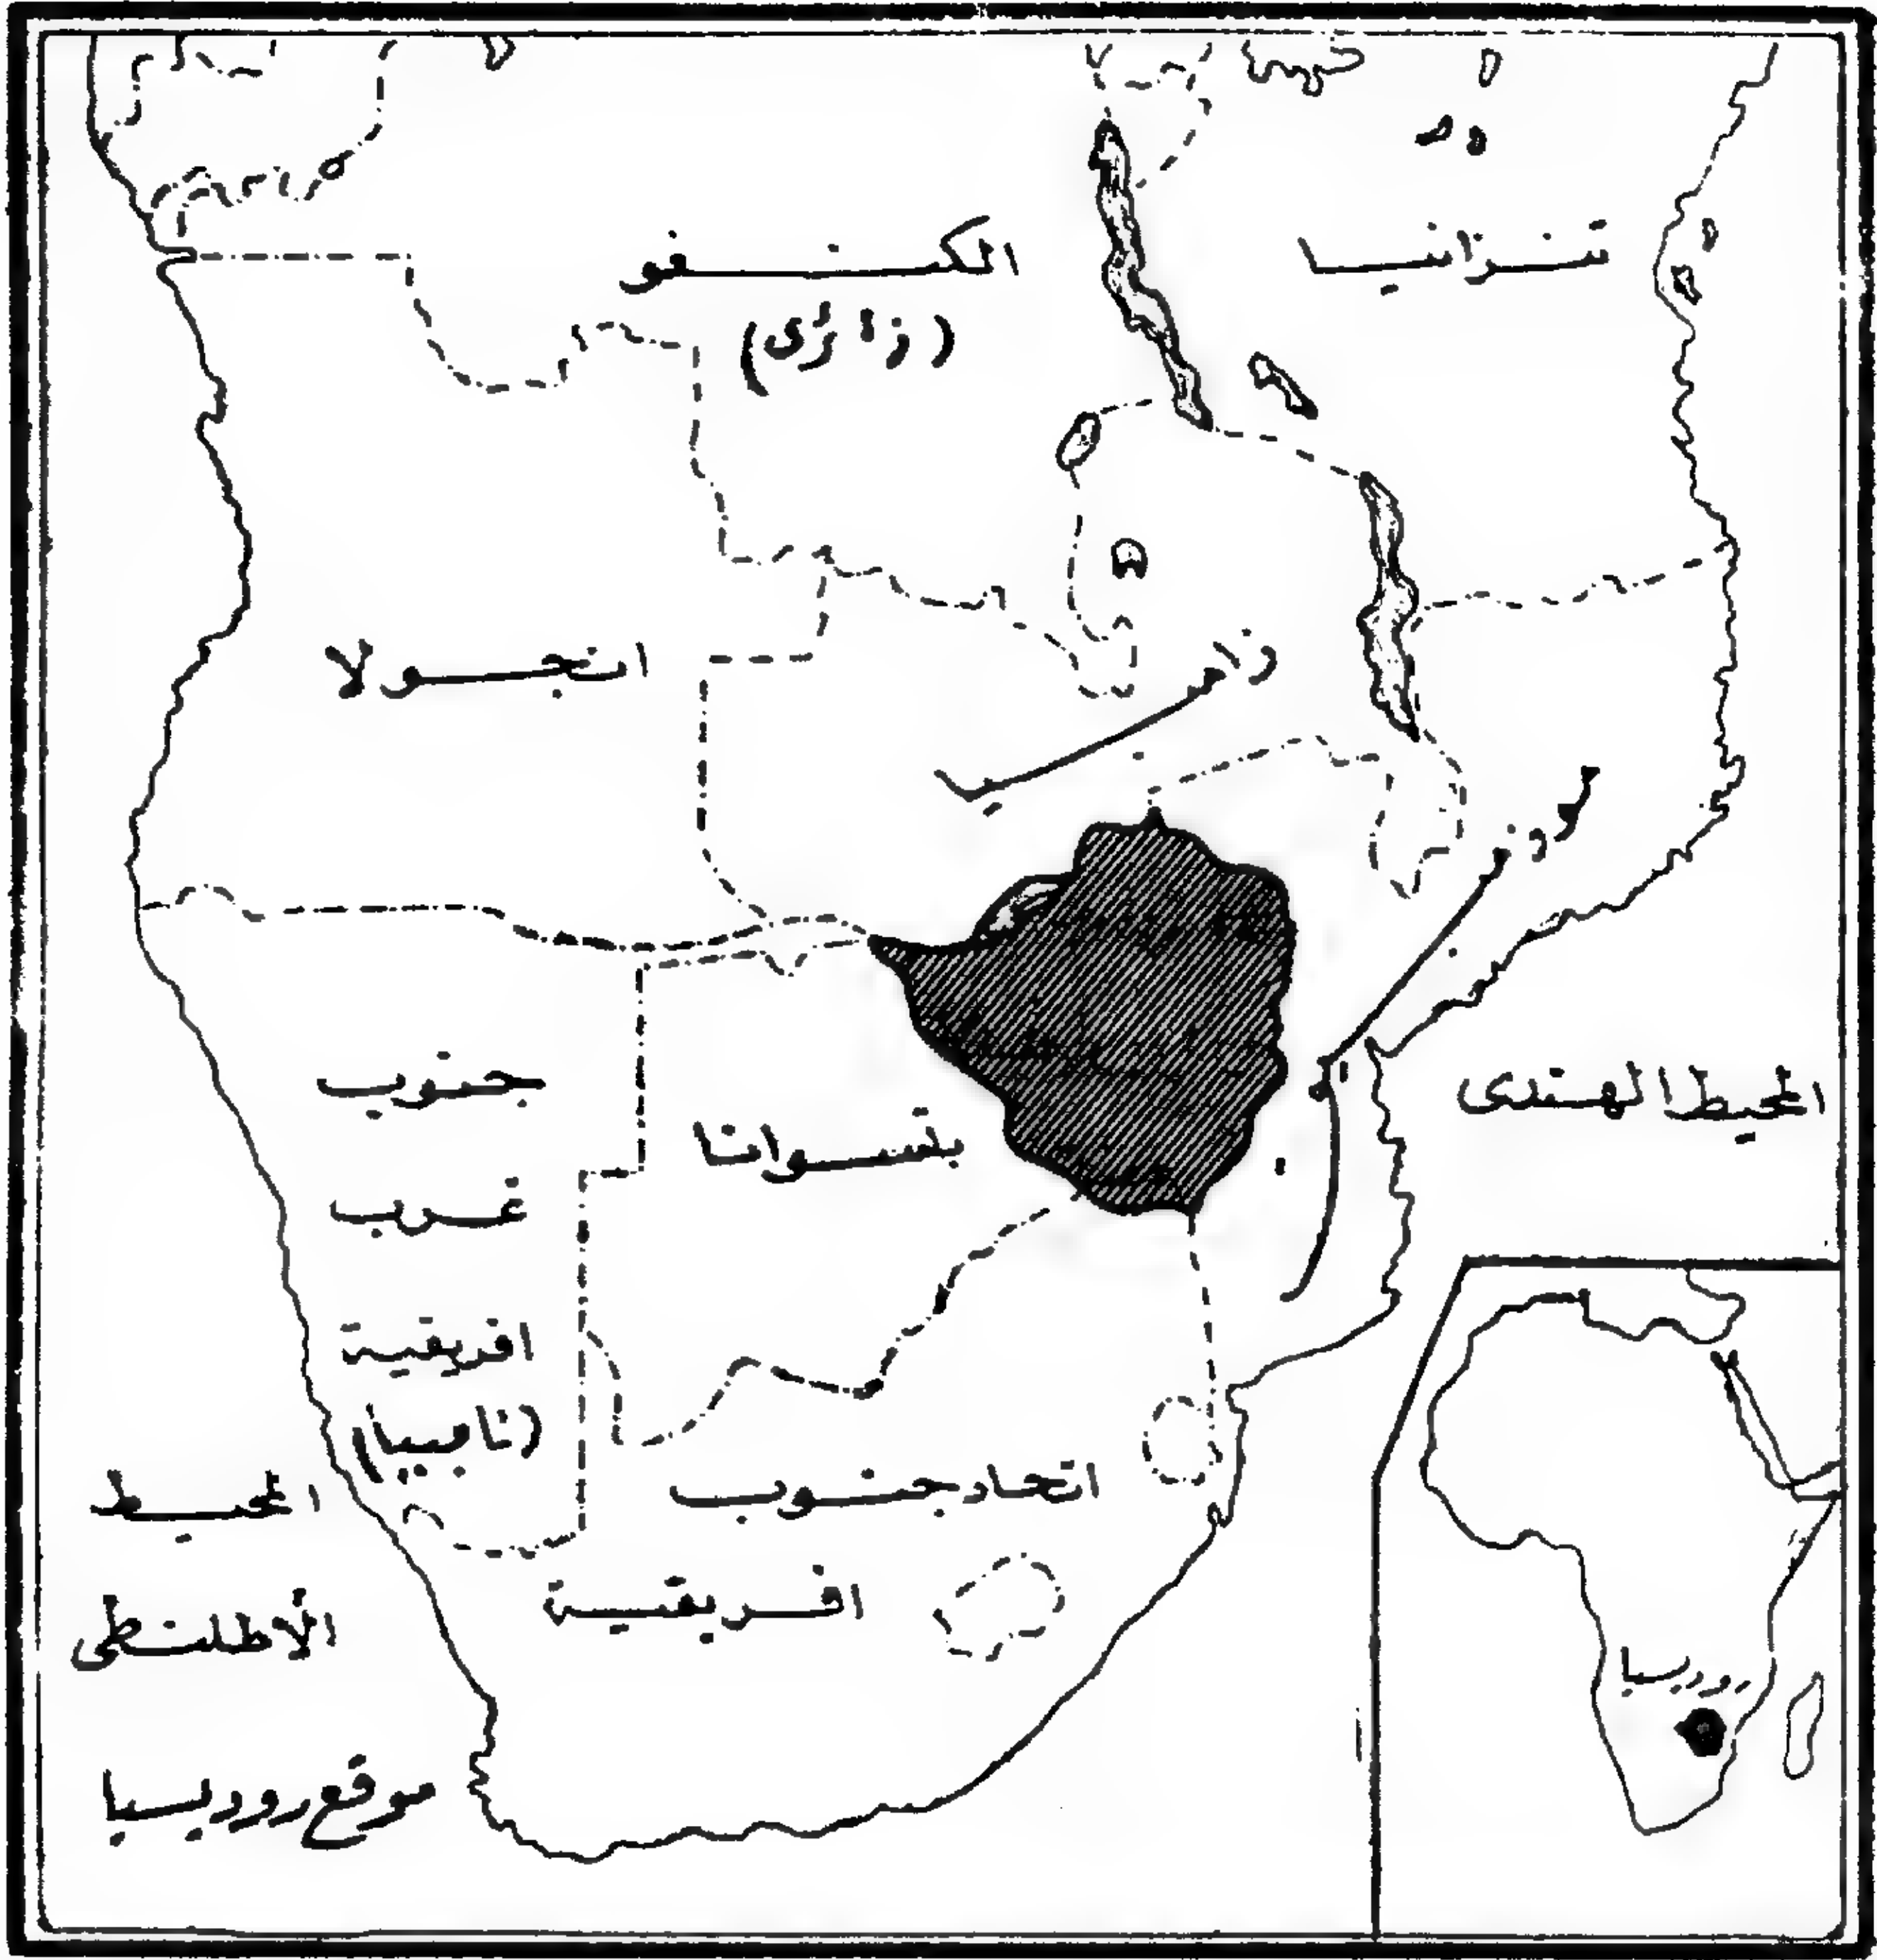 تنزانيا
الكنغو
(زائرى)
انجولا
زامبيا
موزمبيق
المحيط الهندى
بتسوانا
جنوب
غرب
افريقية
(ناميبيا)
اتحاد جنوب
افريقية
المحيط
الأطلنطى
روديسيا
موقع روديسيا